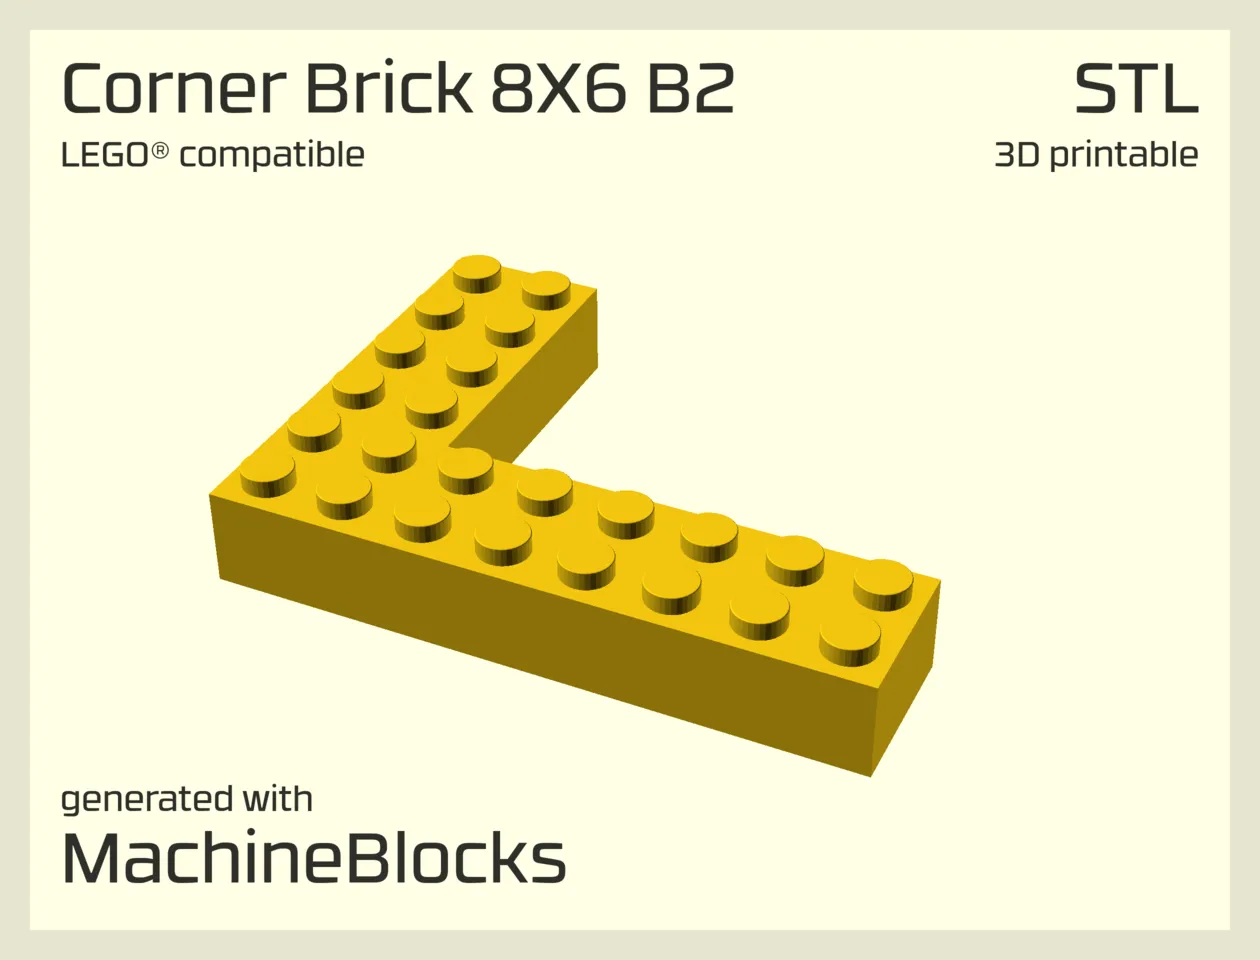 Corner Brick 8X6 B2
STL
LEGO® compatible
3D printable
generated with
MachineBlocks